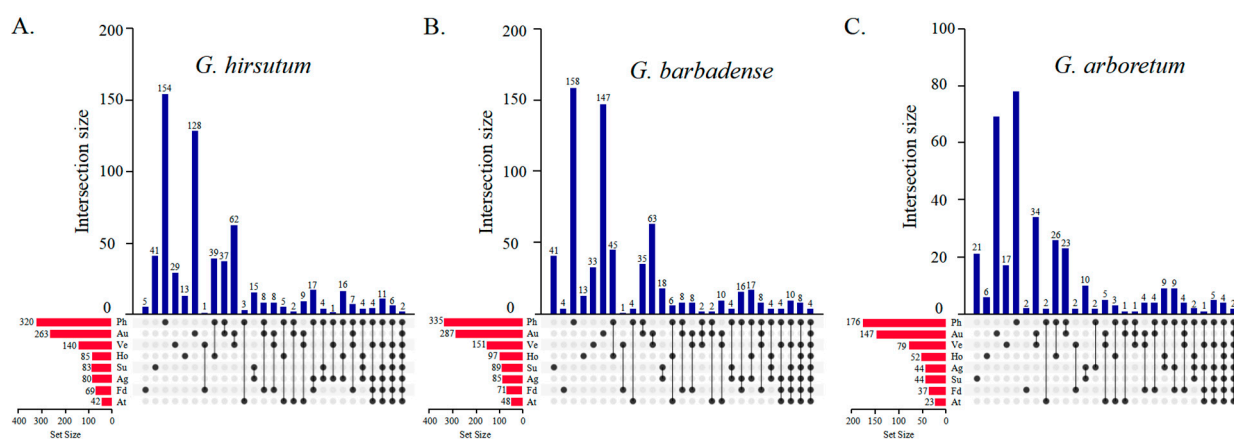 A.
G. hirsutum
Intersection size
200
150
100
50
0
5 41 154 29 13 128 1 39 37 62 3 15 8 8 5 2 9 17 4 1 16 7 4 4 11 6 2
320 Ph
263 Au
140 Ve
85 Ho
83 Su
80 Ag
69 Fd
42 At
400 300 200 100 0
Set Size
B.
G. barbadense
Intersection size
200
150
100
50
0
41 4 158 13 33 147 45 1 4 35 63 18 6 8 8 2 2 10 4 16 17 8 4 10 8 4
335 Ph
287 Au
151 Ve
97 Ho
89 Su
85 Ag
71 Fd
48 At
400 300 200 100 0
Set Size
C.
G. arboretum
Intersection size
100
80
60
40
20
0
21 6 17 2 34 2 26 23 2 10 2 5 3 1 1 4 4 9 9 4 2 1 5 4 2
176 Ph
147 Au
79 Ve
52 Ho
44 Ag
44 Su
37 Fd
23 At
200 150 100 50 0
Set Size